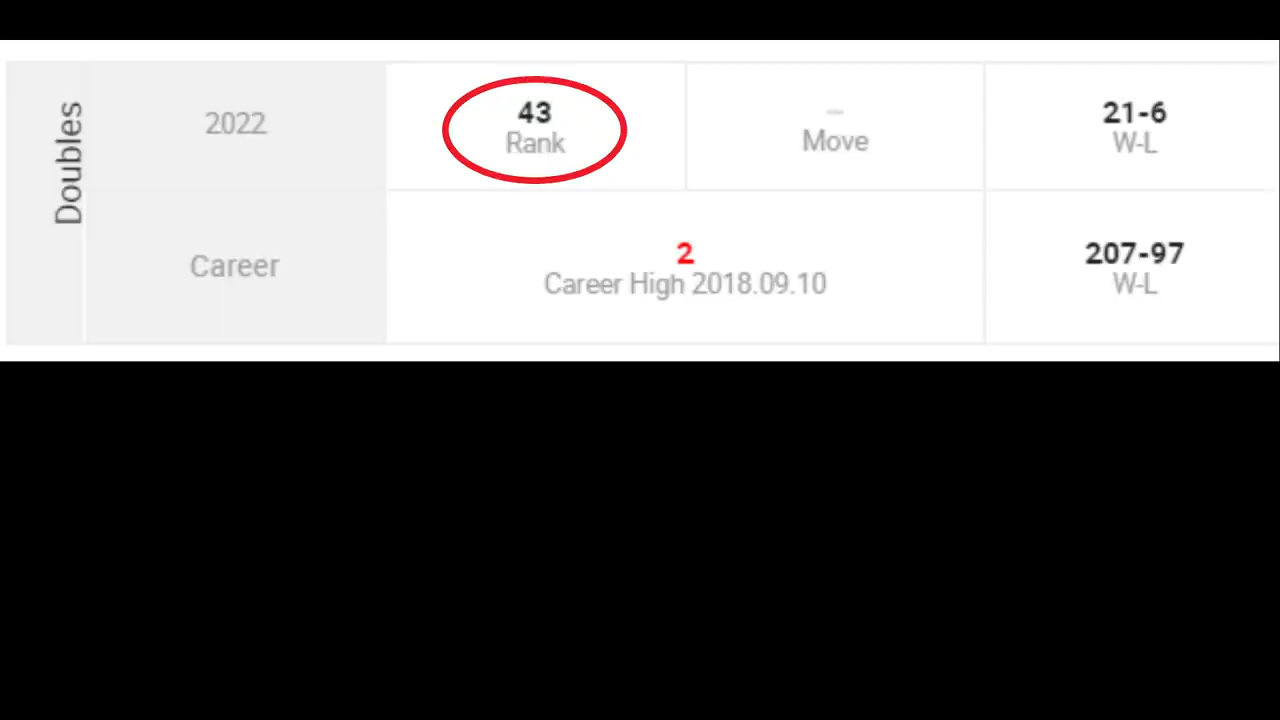 Doubles
2022
43
Rank
–
Move
21-6
W-L
Career
2
Career High 2018.09.10
207-97
W-L